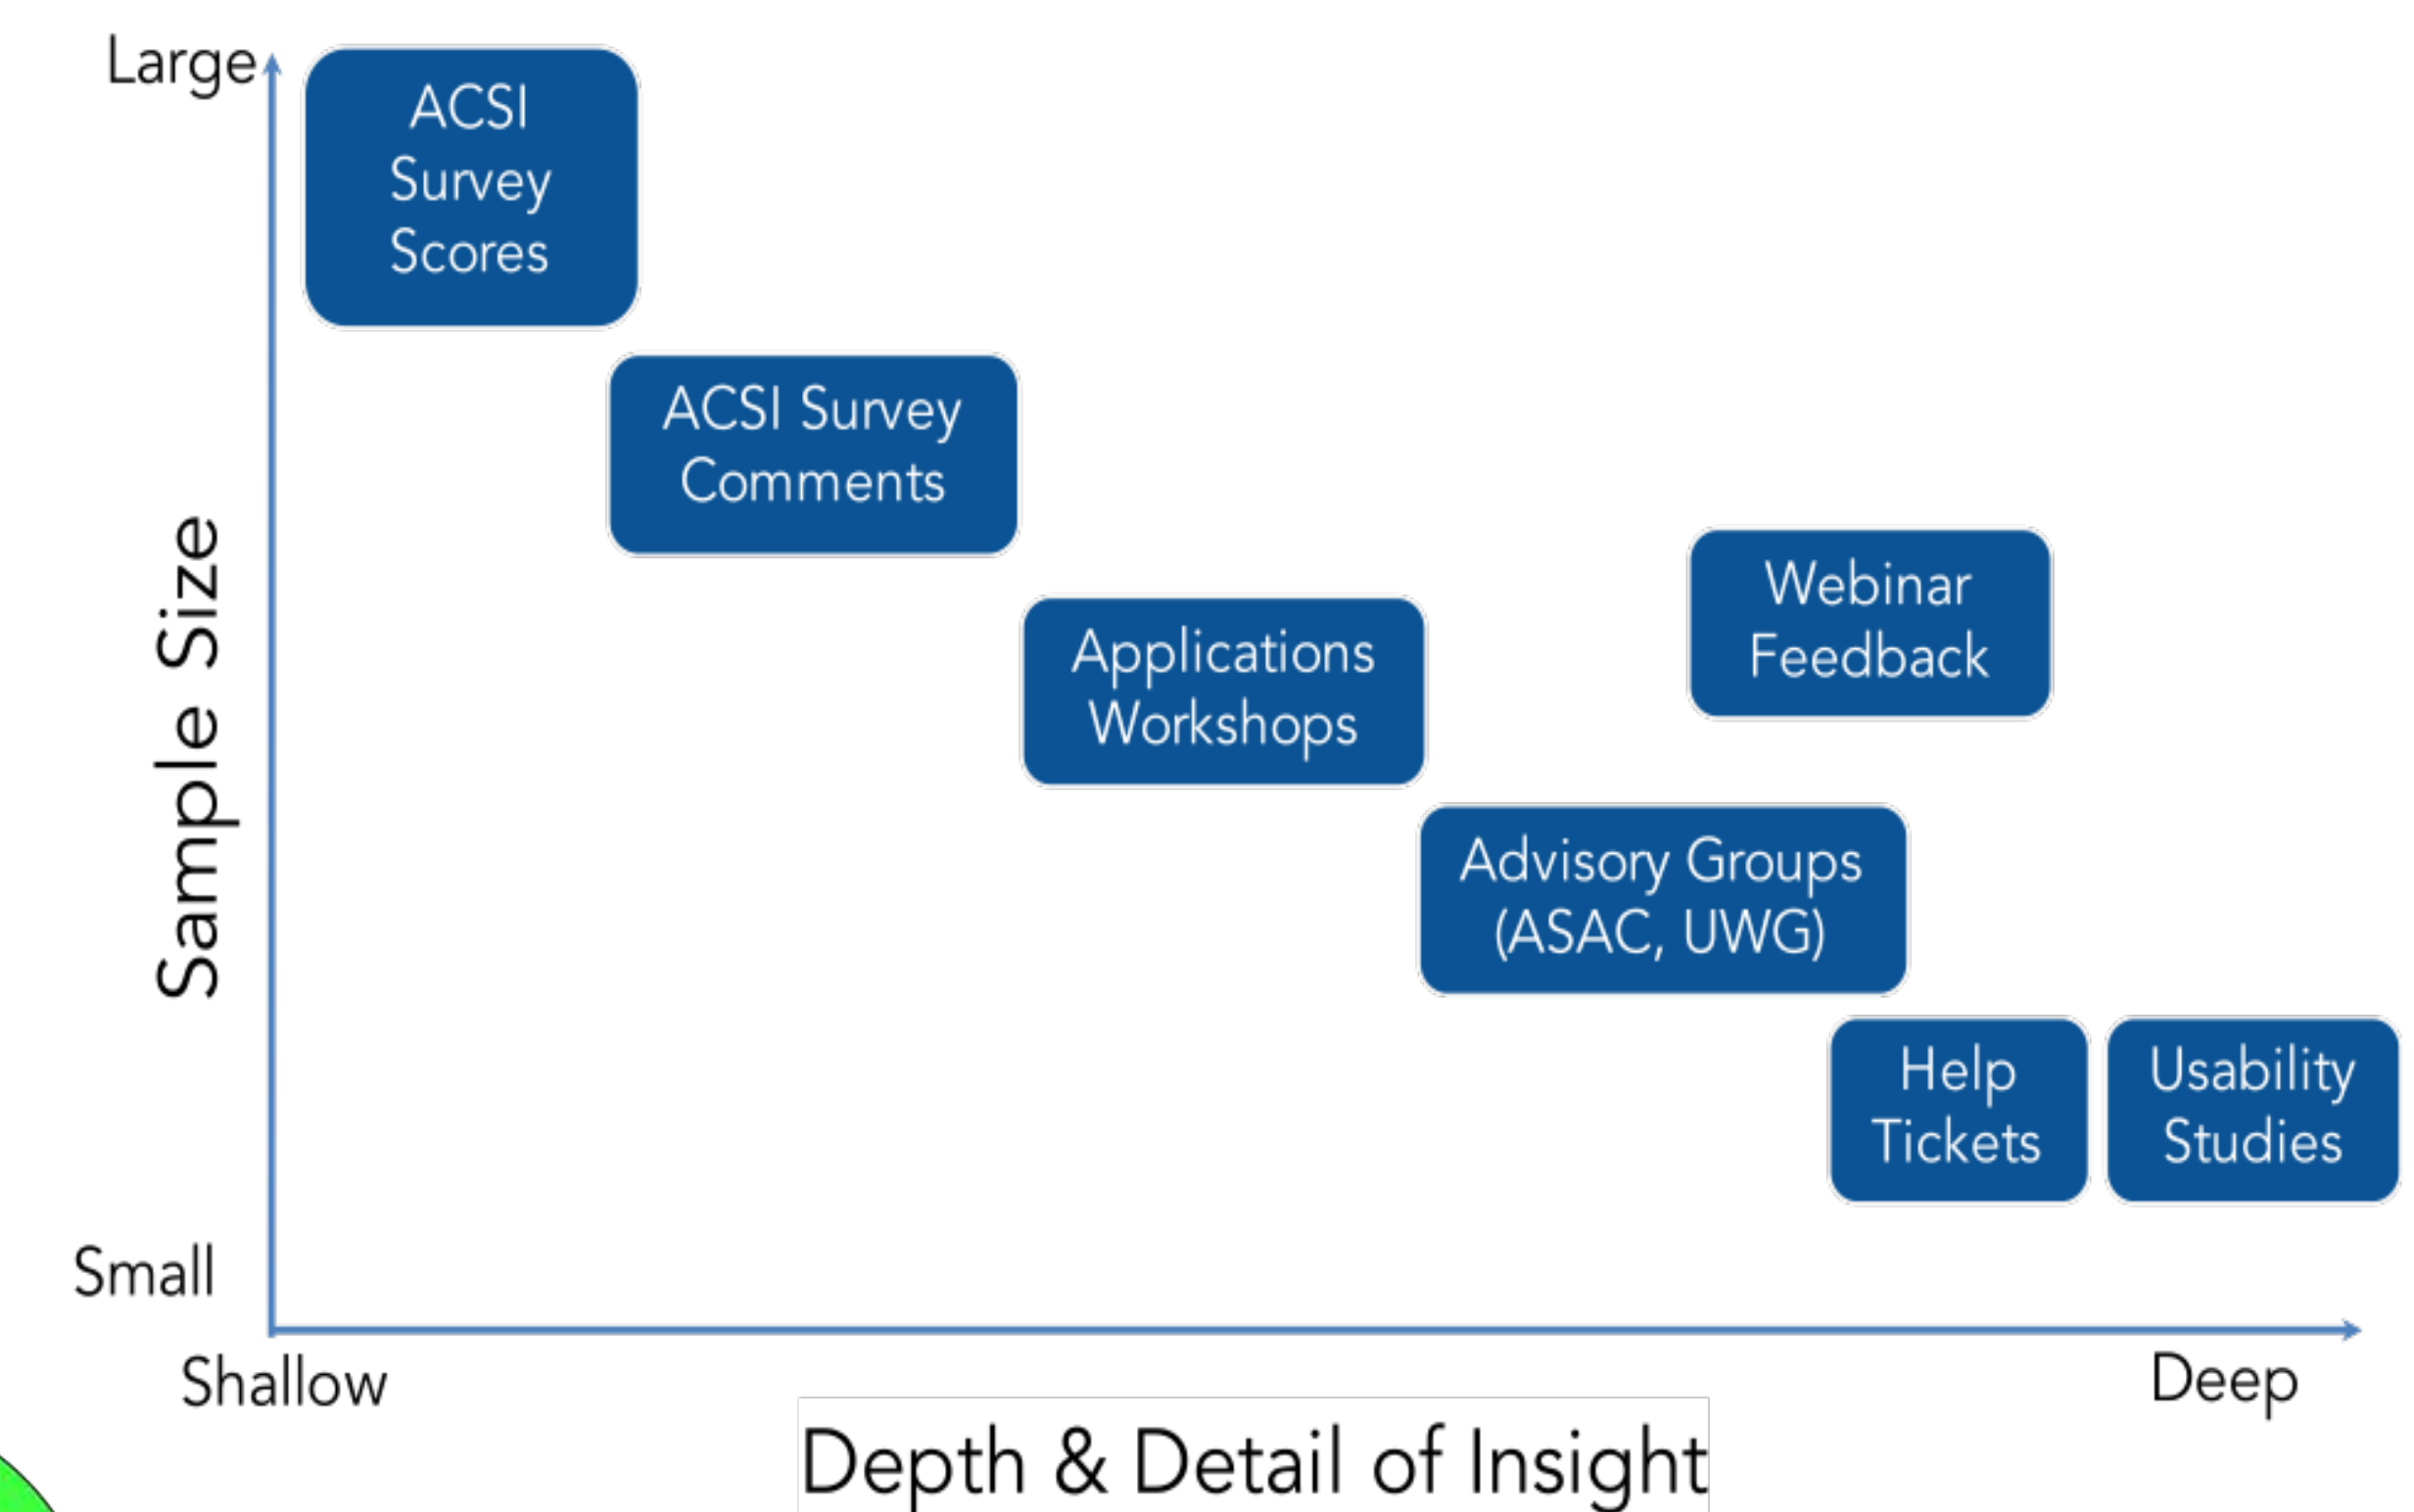 Large
ACSI
Survey
Scores
ACSI Survey
Comments
Webinar
Feedback
Applications
Workshops
Sample Size
Advisory Groups
(ASAC, UWG)
Help
Tickets
Usability
Studies
Small
Shallow
Deep
Depth & Detail of Insight